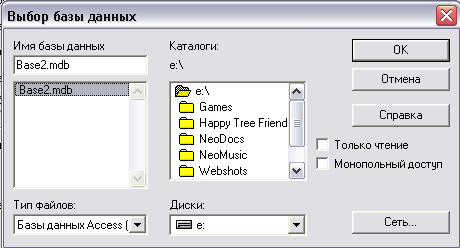 Выбор базы данных
Имя базы данных
Base2.mdb
Base2.mdb
Каталоги:
e:\
e:\
Games
Happy Tree Friend
NeoDocs
NeoMusic
Webshots
OK
Отмена
Справка
Только чтение
Монопольный доступ
Тип файлов:
Базы данных Access (
Диски:
e:
Сеть...